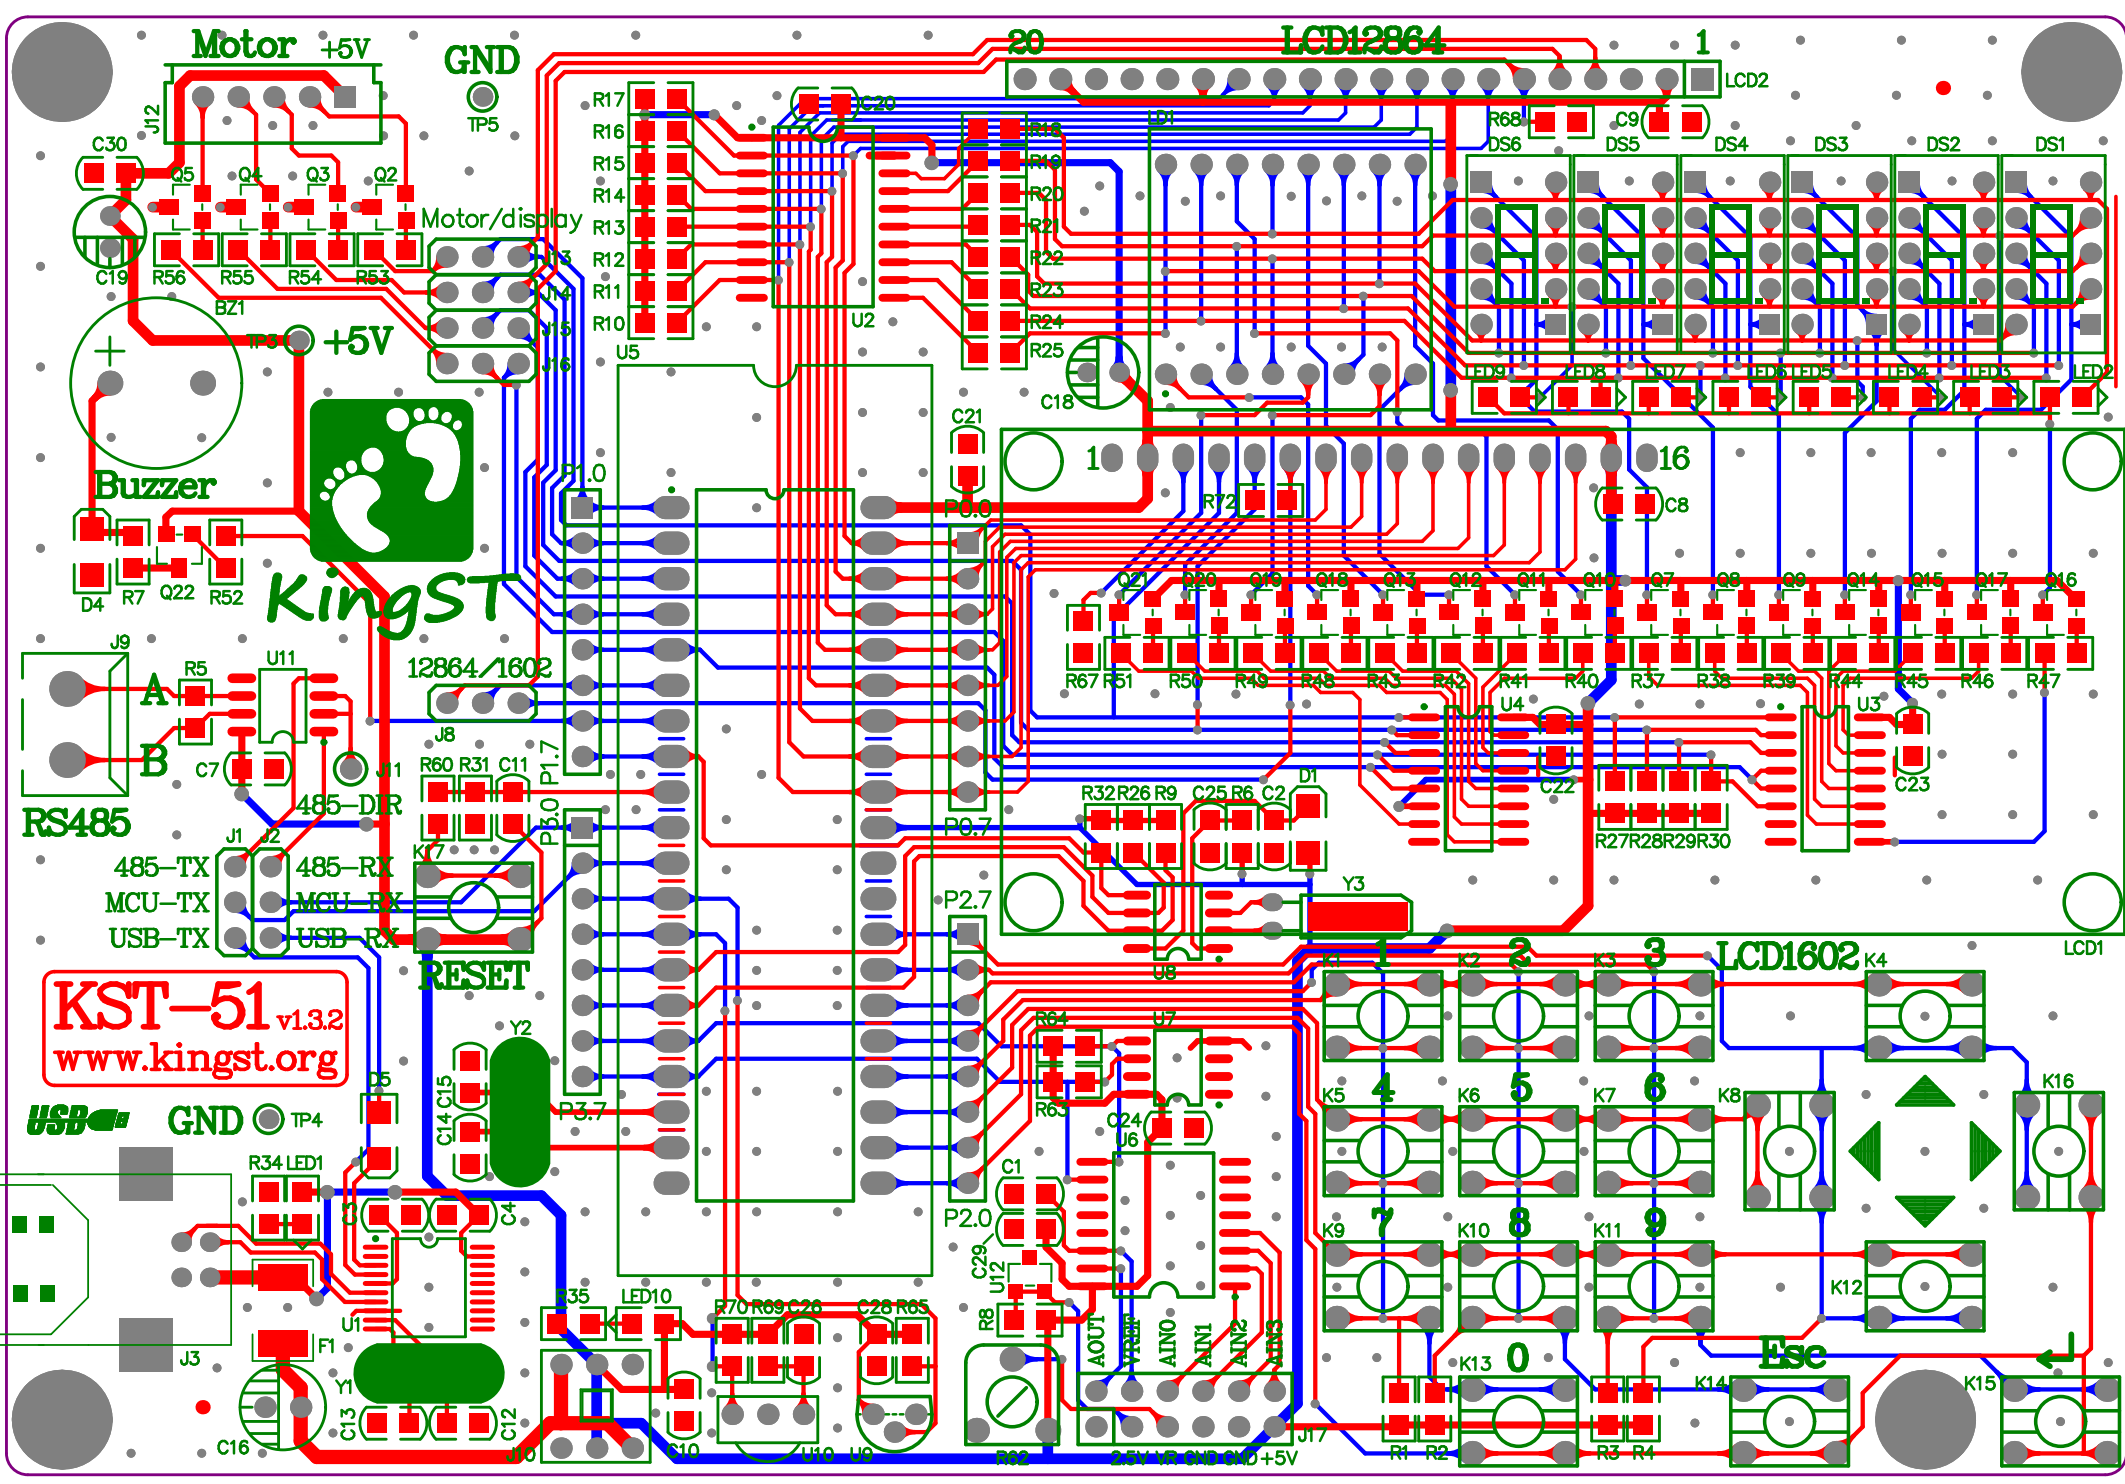 Motor +5V
GND
20 LCD12864 1
LCD2
J12
TP5
C30
R17
R16
R15
R14
R13
R12
R11
R10
C20
U2
U5
R18
R19
R20
R21
R22
R23
R24
R25
LD1
R68
C9
DS6 DS5 DS4 DS3 DS2 DS1
Q5 Q4 Q3 Q2
Motor/display
R56 R55 R54 R53
C19
BZ1
J13
J14
J15
J16
TP3 +5V
C18
LED9 LED8 LED7 LED6 LED5 LED4 LED3 LED2
Buzzer
P1.0
C21
P0.0
1 16
R72
C8
D4 R7 Q22 R52
KingST
Q21 Q20 Q19 Q18 Q13 Q12 Q11 Q10 Q7 Q8 Q9 Q14 Q15 Q17 Q16
R67 R51 R50 R49 R48 R43 R42 R41 R40 R37 R38 R39 R44 R45 R46 R47
J9
A
B
RS485
R5
U11
C7
J11
485-DIR
12864/1602
J8
R60 R31 C11
P1.7
P3.0
K17
P0.7
U4
U3
C22
C23
D1
R32 R26 R9 C25 R6 C2
R27 R28 R29 R30
J1 J2
485-TX 485-RX
MCU-TX MCU-RX
USB-TX USB-RX
RESET
P2.7
Y3
U8
LCD1
KST-51 v1.3.2
www.kingst.org
1 2 3 LCD1602
K1 K2 K3 K4
Y2
C15
C14
P3.7
R64
R63
U7
C24
U6
4 5 6
K5 K6 K7 K8 K16
USB
GND TP4
D5
R34 LED1
C3 C4
C1
P2.0
C29
U12
R8
7 8 9
K9 K10 K11
K12
U1
J3
F1
Y1
C13 C12
C16
R35 LED10
J10
C10
R70 R69 C28 C28 R65
U10 U9
R62
AOUT VREF AIN0 AIN1 AIN2 AIN3
J17
2.5V VR GND GND +5V
0 Esc
K13 K14 K15
R1 R2 R3 R4